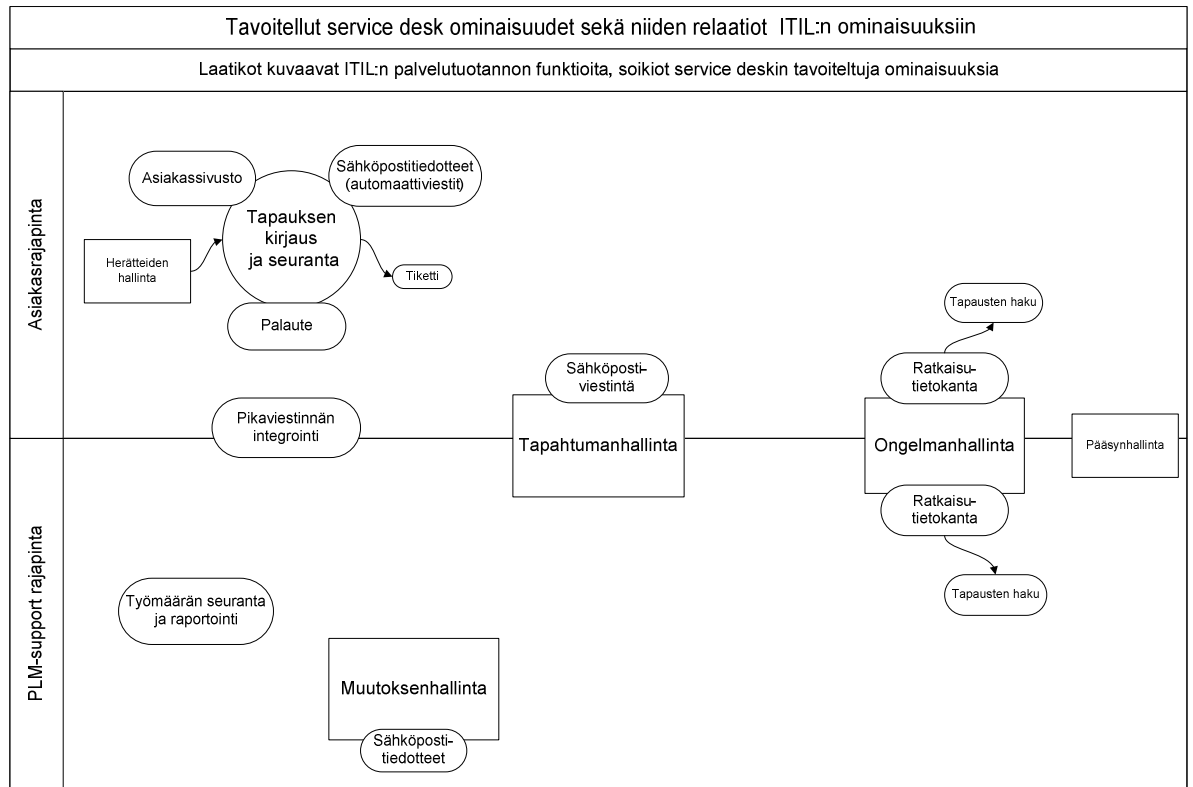 Tavoitellut service desk ominaisuudet sekä niiden relaatiot ITIL:n ominaisuuksiin
Laatikot kuvaavat ITIL:n palvelutuotannon funktioita, soikiot service deskin tavoiteltuja ominaisuuksia
Asiakasrajapinta
Asiakassivusto
Sähköpostitiedotteet
(automaattiviestit)
Tapauksen
kirjaus
ja seuranta
Herätteiden
hallinta
Tiketti
Palaute
Pikaviestinnän
integrointi
Sähköposti-
viestintä
Tapahtumanhallinta
Tapausten haku
Ratkaisu-
tietokanta
Ongelmanhallinta
Pääsynhallinta
PLM-support rajapinta
Ratkaisu-
tietokanta
Tapausten haku
Työmäärän seuranta
ja raportointi
Muutoksenhallinta
Sähköposti-
tiedotteet